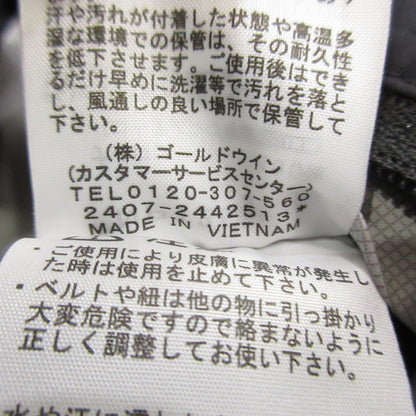 汗や汚れが付着した状態や高温多
湿な環境での保管は、その耐久性
を低下させます。ご使用後はでき
るだけ早めに洗濯等で汚れを落と
し、風通しの良い場所で保管して
下さい。
(株) ゴールドウイン
(カスタマーサービスセンター)
TEL0120-307-560
2407-2442513*
MADE IN VIETNAM
・ご使用により皮膚に異常が発生し
た時は使用を止めて下さい。
・ベルトや紐は他の物に引っ掛かり
大変危険ですので絡まないように
正しく調整してお使い下さい。